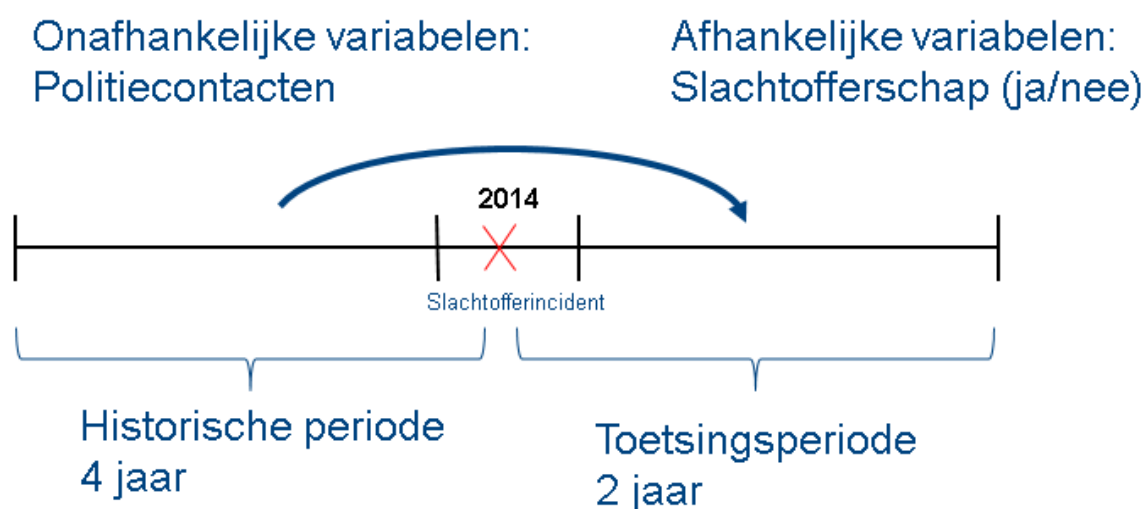 Onafhankelijke variabelen:
Politiecontacten
Afhankelijke variabelen:
Slachtofferschap (ja/nee)
2014
Slachtofferincident
Historische periode
4 jaar
Toetsingsperiode
2 jaar